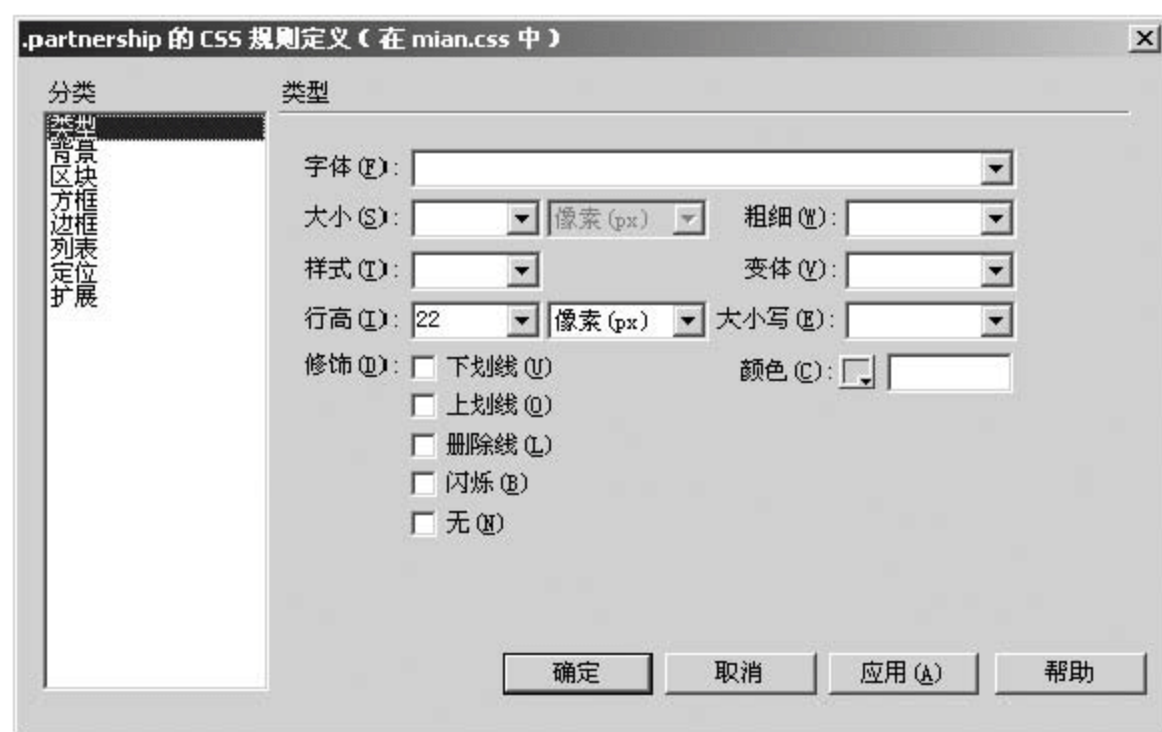 .partnership 的 CSS 规则定义（在 mian.css 中）
分类
类型
背景
区块
方框
边框
列表
定位
扩展
类型
字体(F):
大小(S): 像素(px) 粗细(W):
样式(T): 变体(V):
行高(I): 22 像素(px) 大小写(E):
修饰(D): 下划线(U) 颜色(C):
上划线(O)
删除线(L)
闪烁(B)
无(N)
确定 取消 应用(A) 帮助